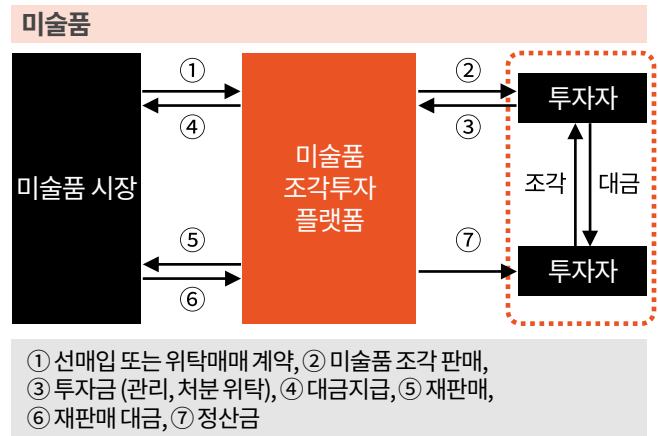 미술품
①
②
④
③
투자자
미술품 시장
미술품
조각투자
플랫폼
조각
대금
⑤
⑦
⑥
투자자
① 선매입 또는 위탁매매 계약, ② 미술품 조각 판매,
③ 투자금 (관리, 처분 위탁), ④ 대금지급, ⑤ 재판매,
⑥ 재판매 대금, ⑦ 정산금